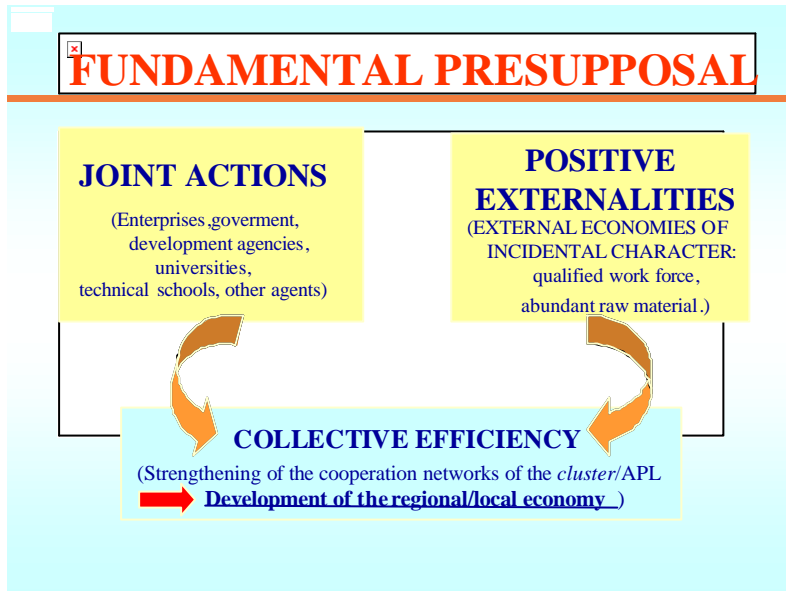 FUNDAMENTAL PRESUPPOSAL
JOINT ACTIONS
(Enterprises,goverment,
development agencies,
universities,
technical schools, other agents)
POSITIVE
EXTERNALITIES
(EXTERNAL ECONOMIES OF
INCIDENTAL CHARACTER:
qualified work force,
abundant raw material.)
COLLECTIVE EFFICIENCY
(Strengthening of the cooperation networks of the cluster/APL
Development of the regional/local economy )